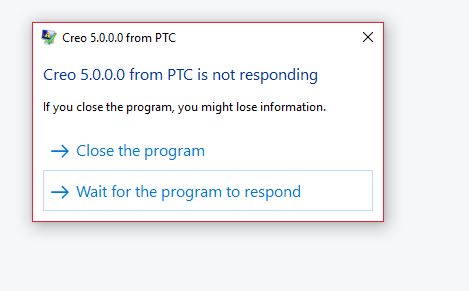 Creo 5.0.0.0 from PTC
Creo 5.0.0.0 from PTC is not responding
If you close the program, you might lose information.
Close the program
Wait for the program to respond